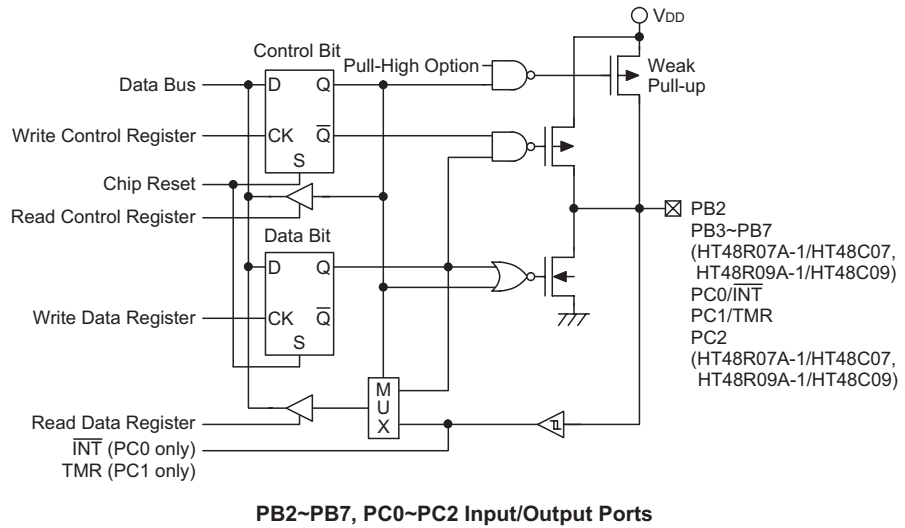 VDD
Control Bit
Pull-High Option
Weak
Pull-up
Data Bus
D
Q
Write Control Register
CK
Q̅
S
Chip Reset
Read Control Register
Data Bit
D
Q
Write Data Register
CK
Q̅
S
M
U
X
Read Data Register
I̅N̅T̅ (PC0 only)
TMR (PC1 only)
PB2
PB3~PB7
(HT48R07A-1/HT48C07,
HT48R09A-1/HT48C09)
PC0/I̅N̅T̅
PC1/TMR
PC2
(HT48R07A-1/HT48C07,
HT48R09A-1/HT48C09)
PB2~PB7, PC0~PC2 Input/Output Ports